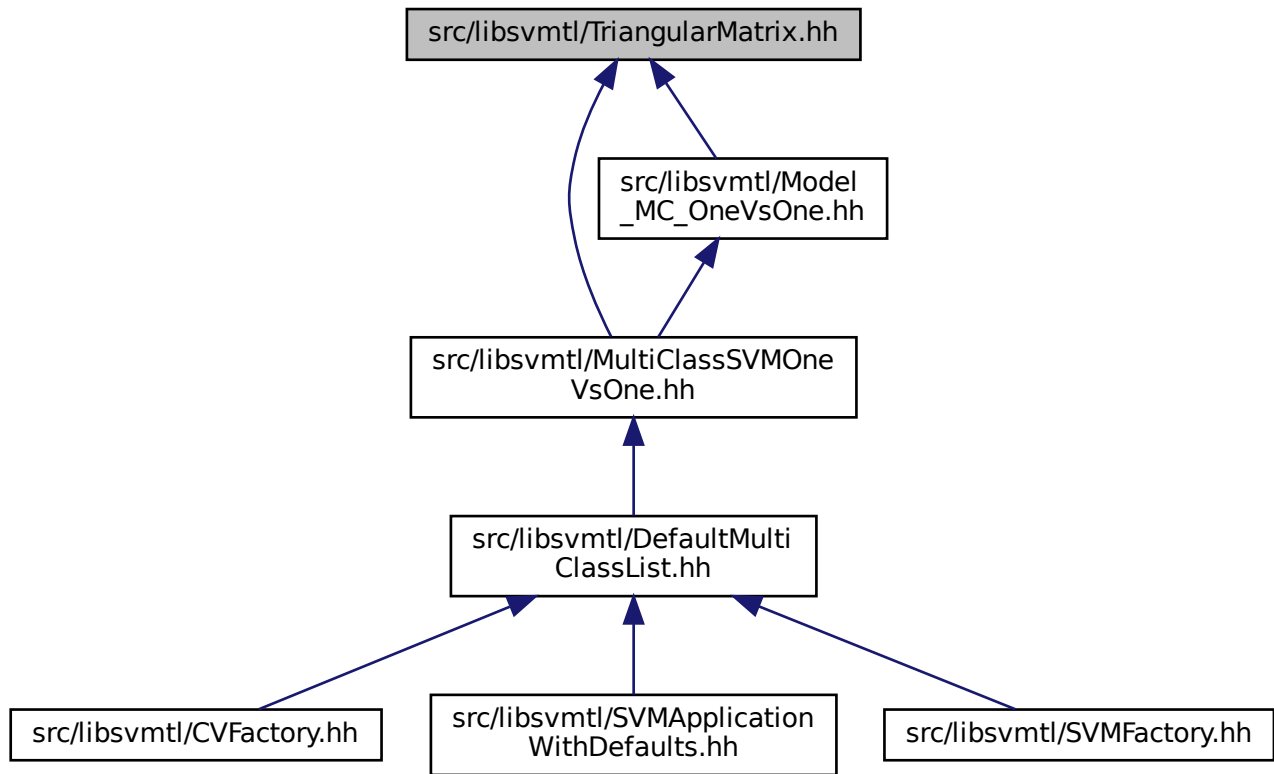 src/libsvmtl/TriangularMatrix.hh
src/libsvmtl/Model
_MC_OneVsOne.hh
src/libsvmtl/MultiClassSVMOne
VsOne.hh
src/libsvmtl/DefaultMulti
ClassList.hh
src/libsvmtl/CVFactory.hh
src/libsvmtl/SVMApplication
WithDefaults.hh
src/libsvmtl/SVMFactory.hh